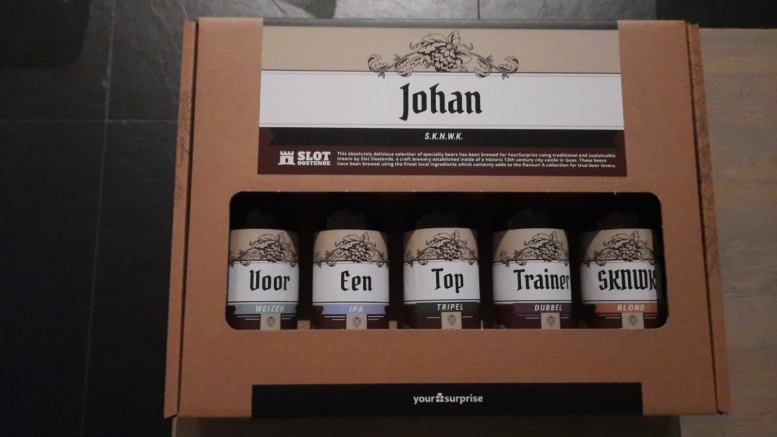 Johan
S.K.N.W.K.
SLOT
OOSTENDE
This absolutely delicious selection of specialty beers has been brewed for YourSurprise using traditional and sustainable
means by Slot Oostende, a craft brewery established inside of a historic 13th century city castle in Goes. These beers
have been brewed using the finest local ingredients which certainly adds to the flavour! A collection for true beer lovers.
Voor
WEIZEN
Een
IPA
Top
TRIPEL
Trainer
DUBBEL
SKNWK
BLOND
yoursurprise